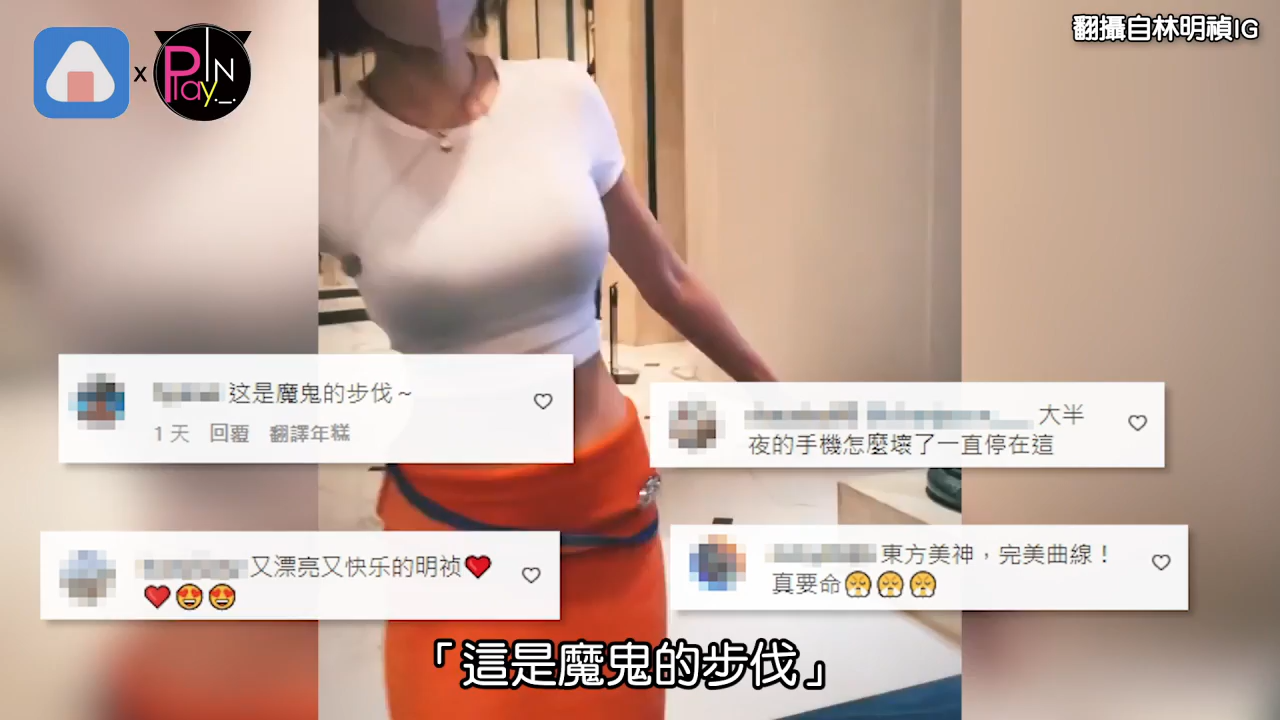 翻攝自林明禎IG
x
PIN
Play._.
这是魔鬼的步伐~
1天 回覆 翻譯年糕
大半
夜的手機怎麼壞了一直停在這
又漂亮又快乐的明祯❤️
❤️😍😍
東方美神，完美曲線！
真要命😤😤😤
「這是魔鬼的步伐」